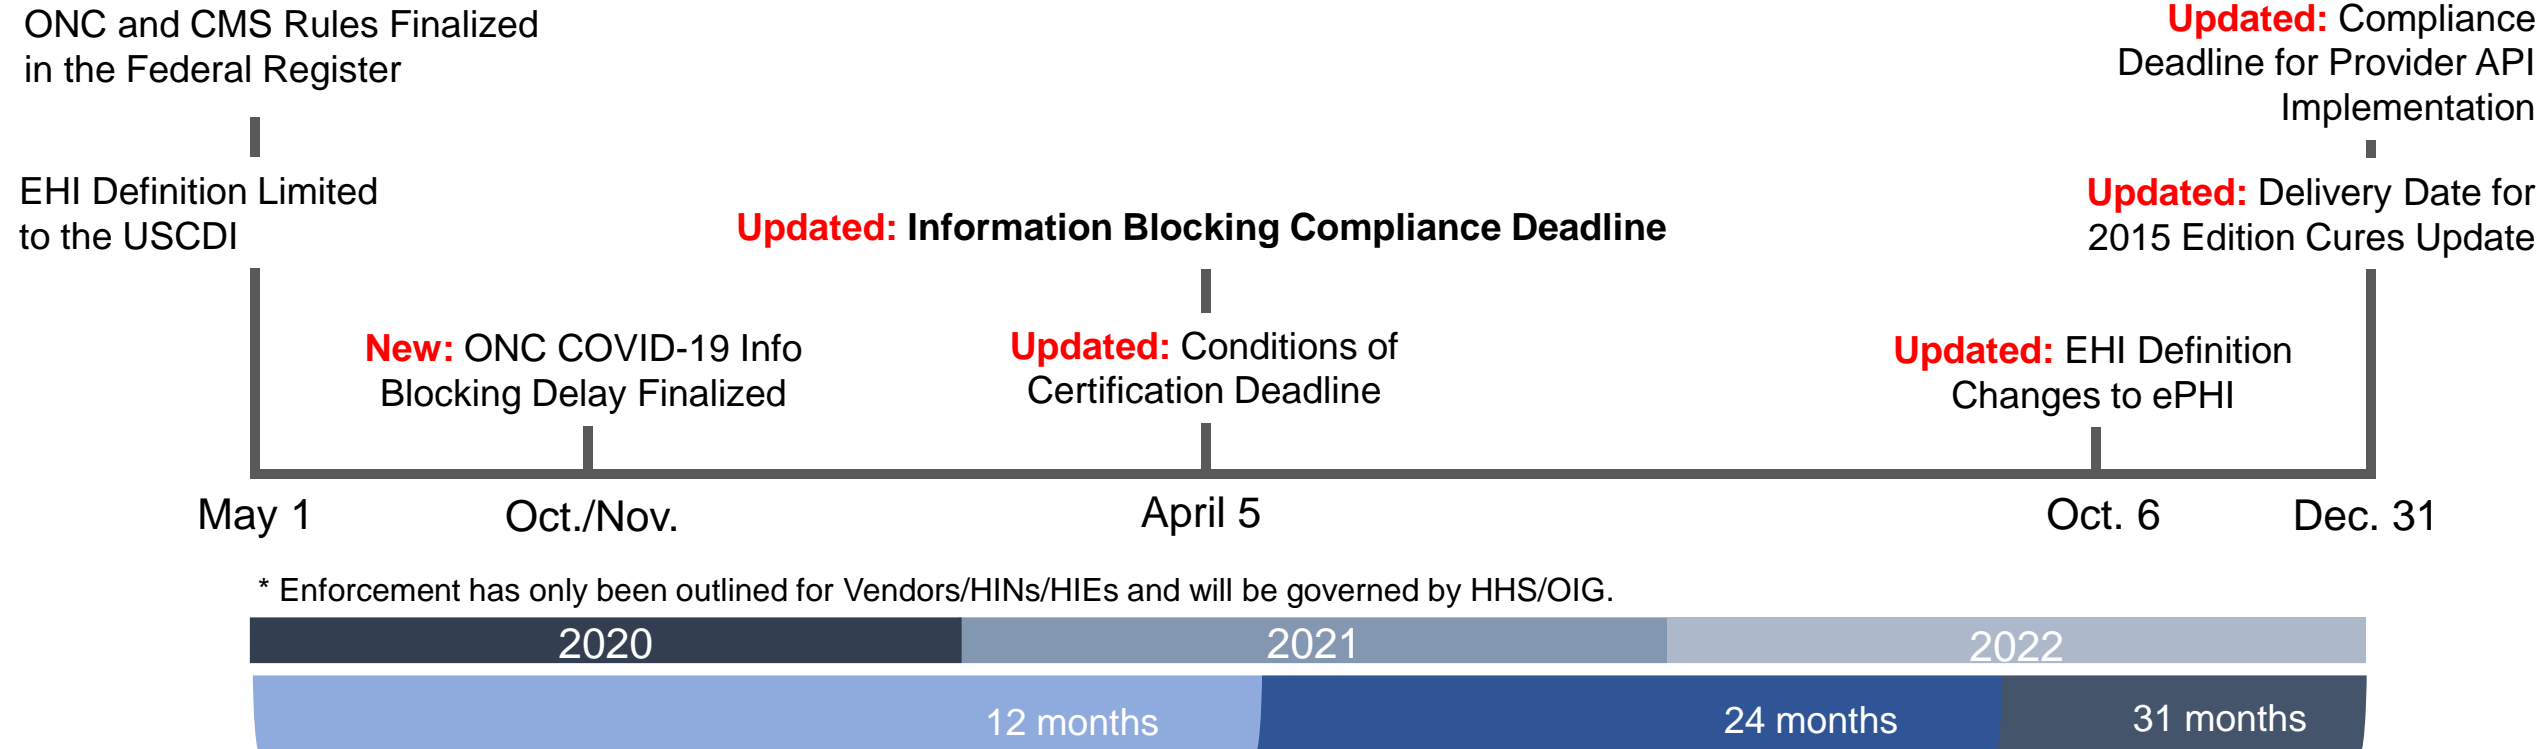 ONC and CMS Rules Finalized
in the Federal Register
EHI Definition Limited
to the USCDI
New: ONC COVID-19 Info
Blocking Delay Finalized
Updated: Information Blocking Compliance Deadline
Updated: Conditions of
Certification Deadline
Updated: EHI Definition
Changes to ePHI
Updated: Compliance
Deadline for Provider API
Implementation
Updated: Delivery Date for
2015 Edition Cures Update
May 1
Oct./Nov.
April 5
Oct. 6
Dec. 31
* Enforcement has only been outlined for Vendors/HINs/HIEs and will be governed by HHS/OIG.
2020
2021
2022
12 months
24 months
31 months